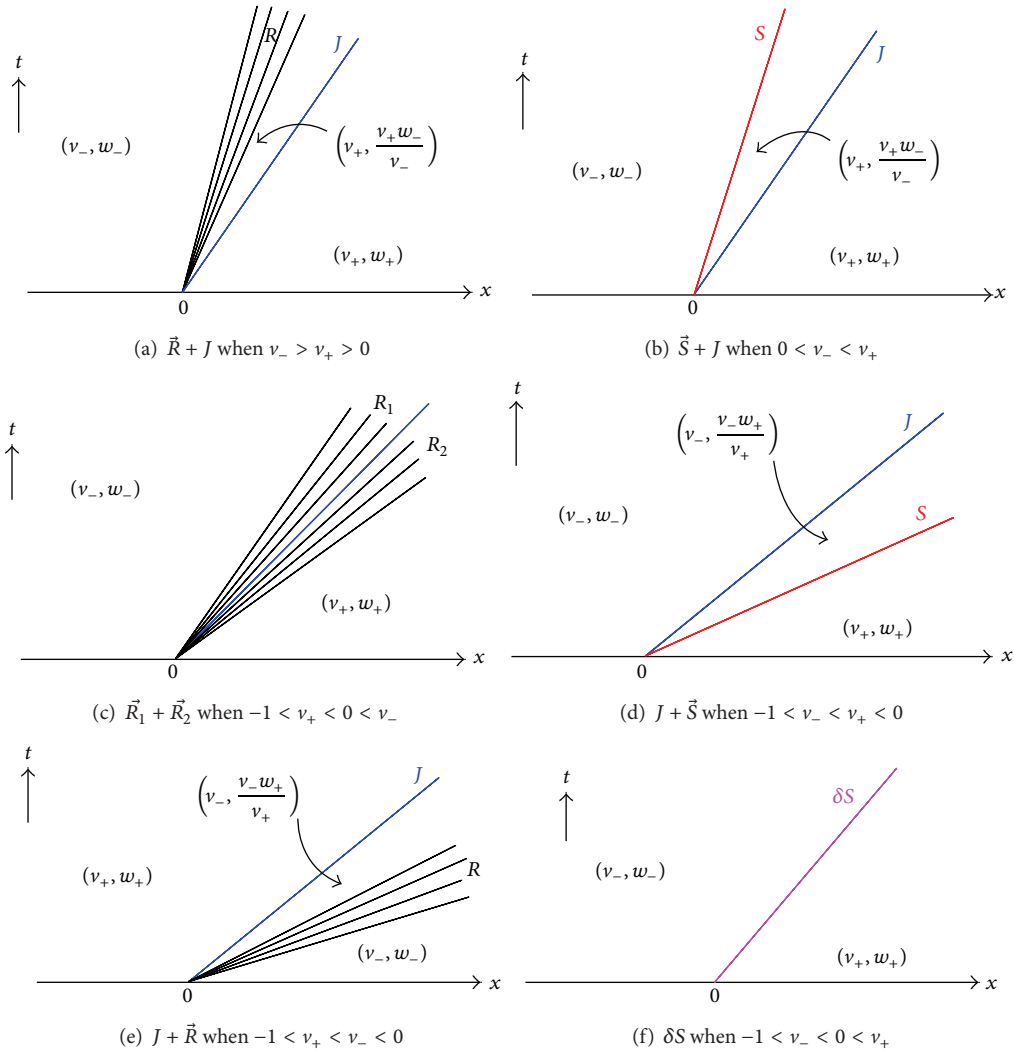 t
R
J
(v₋, w₋)
(v₊, v₊w₋/v₋)
(v₊, w₊)
0
x
(a) R⃗ + J when v₋ > v₊ > 0
t
S
J
(v₋, w₋)
(v₊, v₊w₋/v₋)
(v₊, w₊)
0
x
(b) S⃗ + J when 0 < v₋ < v₊
t
R₁
R₂
(v₋, w₋)
(v₊, w₊)
0
x
(c) R⃗₁ + R⃗₂ when −1 < v₊ < 0 < v₋
t
(v₋, v₋w₊/v₊)
J
(v₋, w₋)
S
(v₊, w₊)
0
x
(d) J + S⃗ when −1 < v₋ < v₊ < 0
t
(v₋, v₋w₊/v₊)
J
(v₊, w₊)
R
(v₋, w₋)
0
x
(e) J + R⃗ when −1 < v₊ < v₋ < 0
t
δS
(v₋, w₋)
(v₊, w₊)
0
x
(f) δS when −1 < v₋ < 0 < v₊